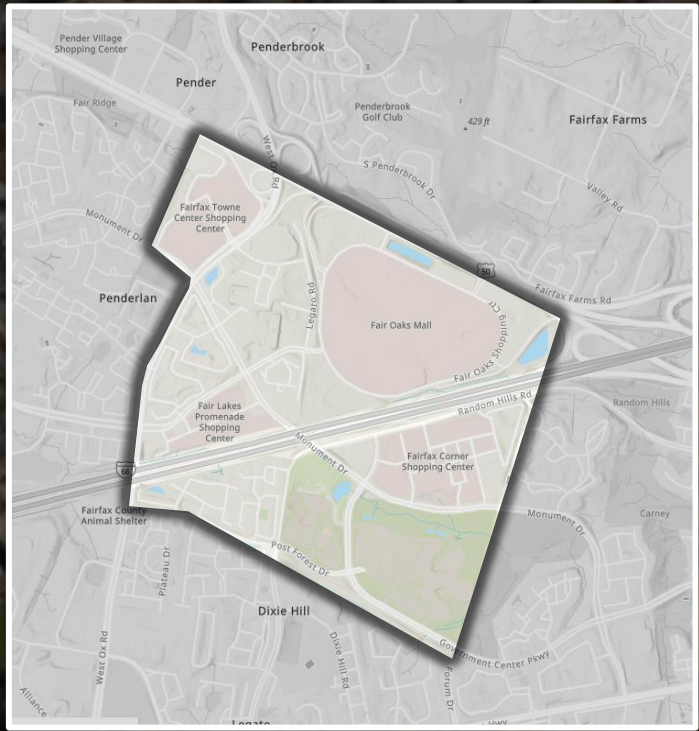 Pender Village
Shopping Center
Penderbrook
Pender
Fair Ridge
Penderbrook
Golf Club
429 ft
Fairfax Farms
West Ox Rd
S Penderbrook Dr
Valley Rd
Fairfax Towne
Center Shopping
Center
Monument Dr
50
Fairfax Farms Rd
Penderlan
Legato Rd
Fair Oaks Mall
Fair Oaks Shopping Ctr
Fair Lakes
Promenade
Shopping
Center
Random Hills Rd
Random Hills
Monument Dr
Fairfax Corner
Shopping Center
66
Fairfax County
Animal Shelter
Carney
Monument Dr
Plateau Dr
Post Forest Dr
Dixie Hill
West Ox Rd
Dixie Hill Rd
Government Center Pkwy
Forum Dr
Alliance
Legato
Hwy